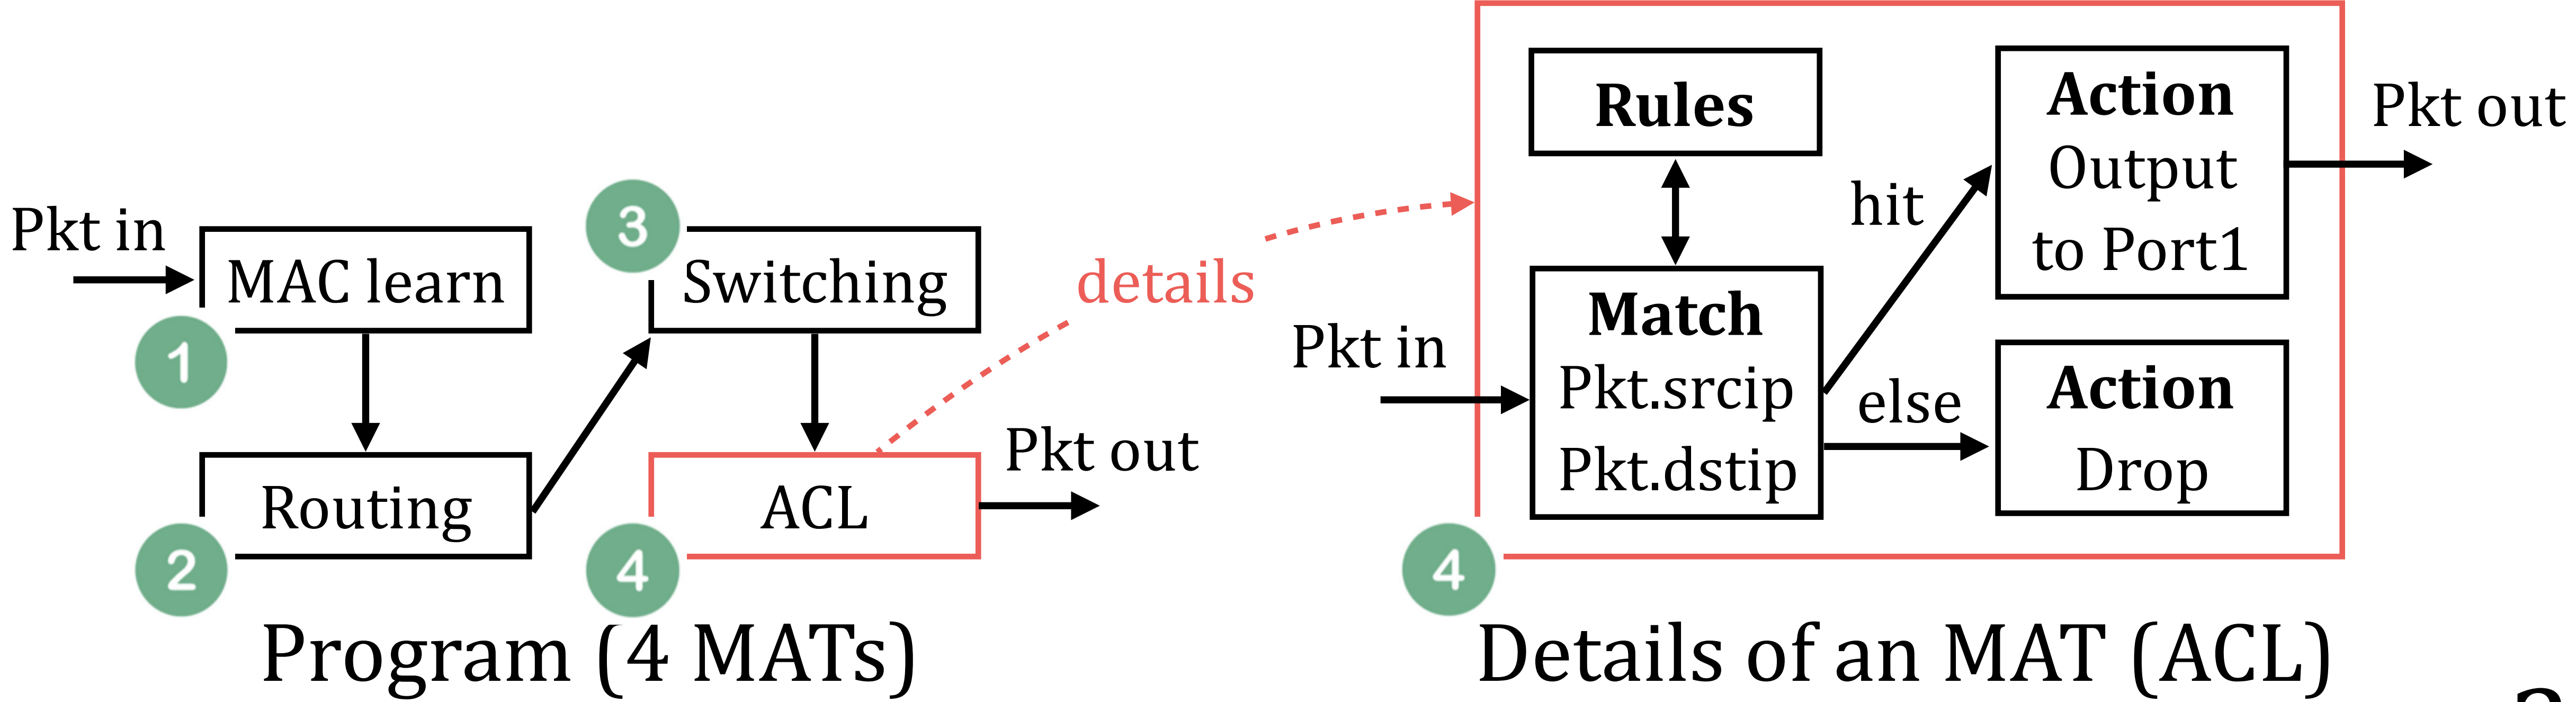 Pkt in
MAC learn
1
Routing
2
3
Switching
ACL
4
Pkt out
Program (4 MATs)
details
Rules
Pkt in
Match
Pkt.srcip
Pkt.dstip
hit
else
Action
Output
to Port1
Action
Drop
Pkt out
4
Details of an MAT (ACL)